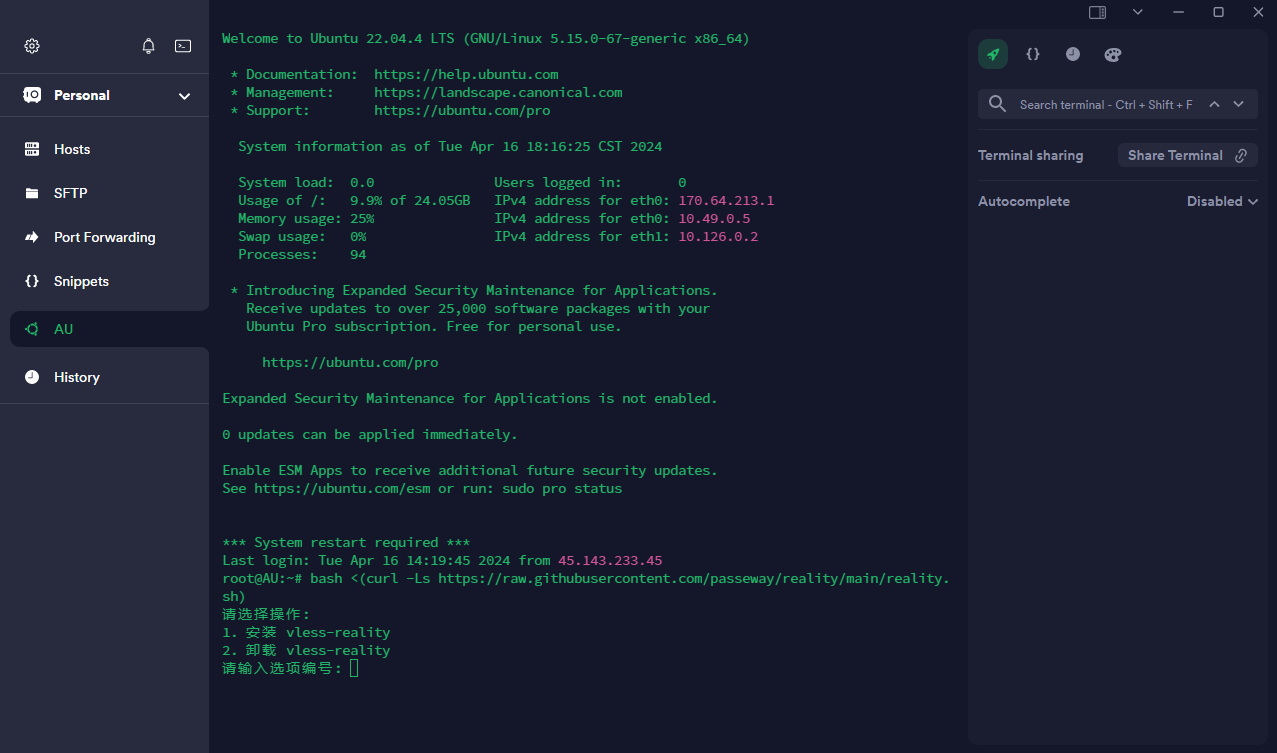 Personal
Hosts
SFTP
Port Forwarding
Snippets
AU
History
Welcome to Ubuntu 22.04.4 LTS (GNU/Linux 5.15.0-67-generic x86_64)
* Documentation:  https://help.ubuntu.com
* Management:     https://landscape.canonical.com
* Support:        https://ubuntu.com/pro
System information as of Tue Apr 16 18:16:25 CST 2024
System load:  0.0               Users logged in:       0
Usage of /:   9.9% of 24.05GB   IPv4 address for eth0: 170.64.213.1
Memory usage: 25%               IPv4 address for eth0: 10.49.0.5
Swap usage:   0%                IPv4 address for eth1: 10.126.0.2
Processes:    94
* Introducing Expanded Security Maintenance for Applications.
Receive updates to over 25,000 software packages with your
Ubuntu Pro subscription. Free for personal use.
https://ubuntu.com/pro
Expanded Security Maintenance for Applications is not enabled.
0 updates can be applied immediately.
Enable ESM Apps to receive additional future security updates.
See https://ubuntu.com/esm or run: sudo pro status
*** System restart required ***
Last login: Tue Apr 16 14:19:45 2024 from 45.143.233.45
root@AU:~# bash <(curl -Ls https://raw.githubusercontent.com/passeway/reality/main/reality.
sh)
请选择操作:
1. 安装 vless-reality
2. 卸载 vless-reality
请输入选项编号:
Search terminal - Ctrl + Shift + F
Terminal sharing
Share Terminal
Autocomplete
Disabled